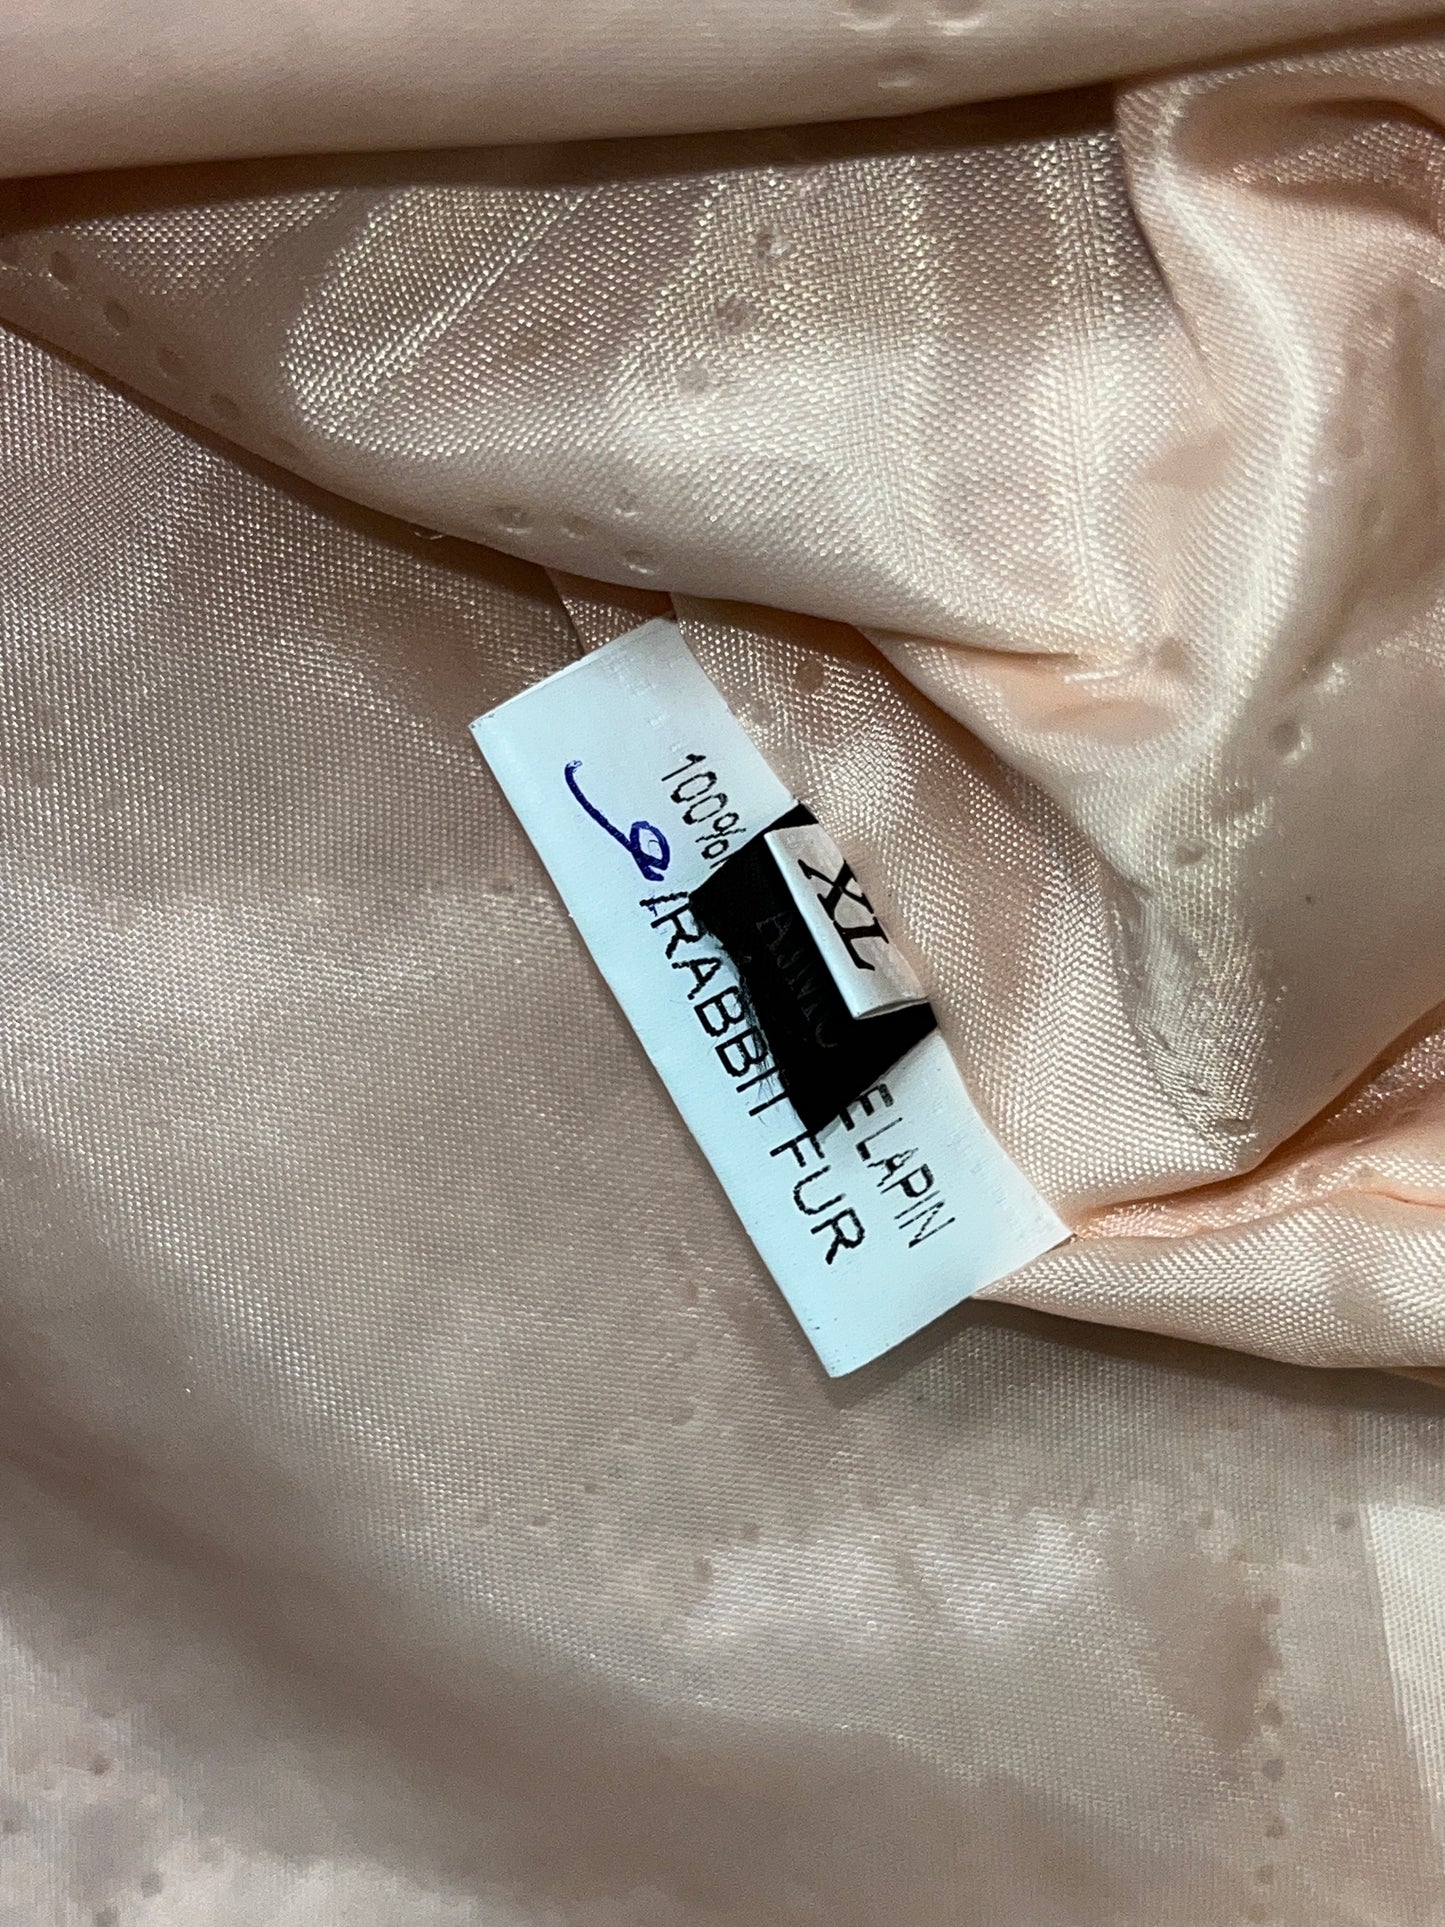 XL
100%
E LAPIN
RABBIT FUR